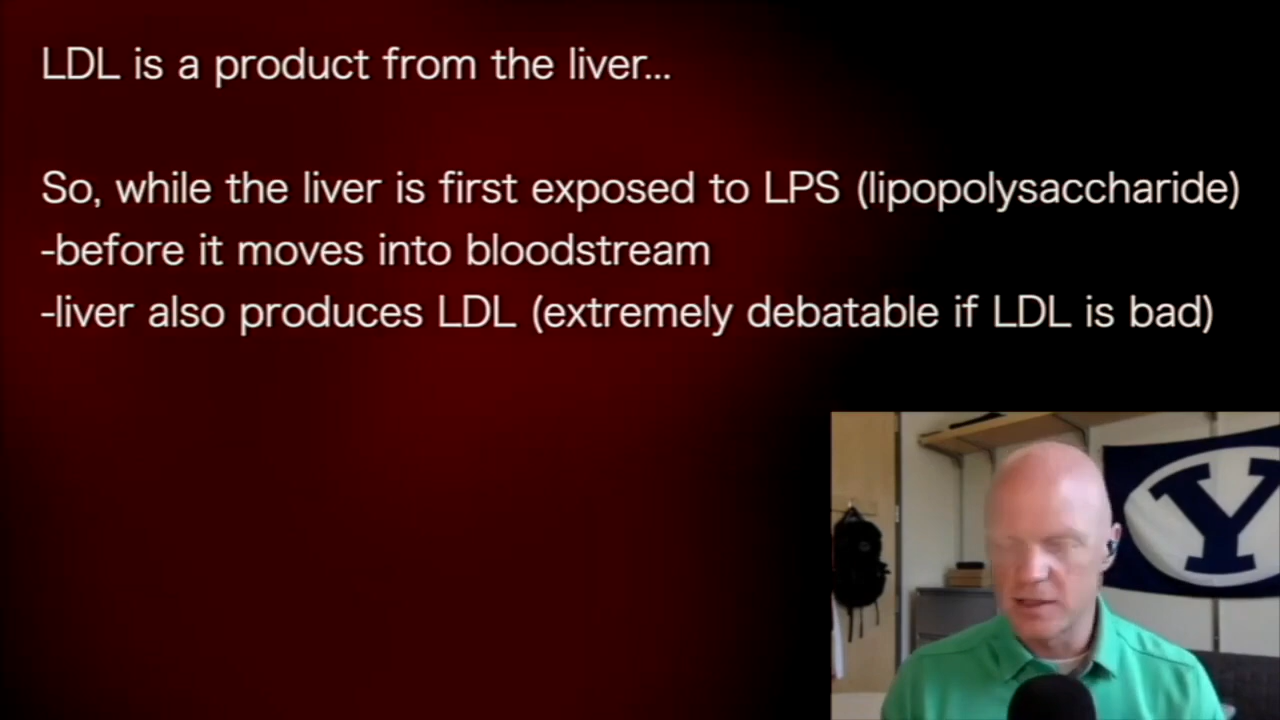 LDL is a product from the liver...
So, while the liver is first exposed to LPS (lipopolysaccharide)
-before it moves into bloodstream
-liver also produces LDL (extremely debatable if LDL is bad)
Y